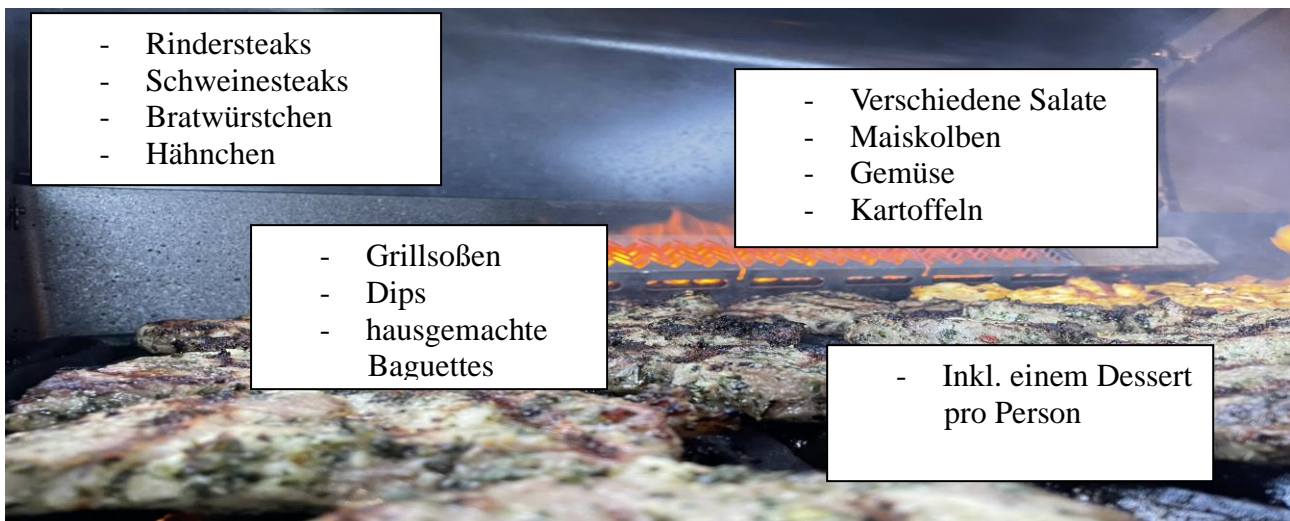 - Rindersteaks
- Schweinesteaks
- Bratwürstchen
- Hähnchen
- Verschiedene Salate
- Maiskolben
- Gemüse
- Kartoffeln
- Grillsoßen
- Dips
- hausgemachte
Baguettes
- Inkl. einem Dessert
pro Person